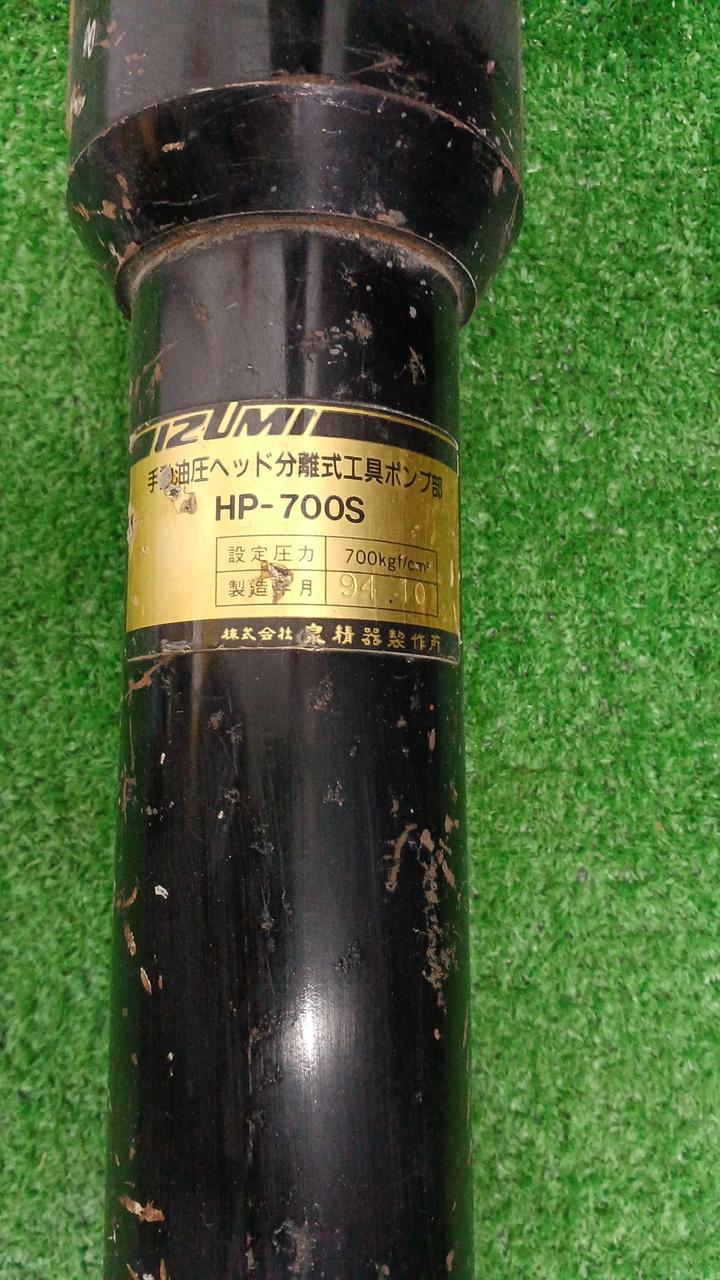 IZUMI
手動油圧ヘッド分離式工具ポンプ部
HP-700S
設定圧力 700kgf/cm²
製造年月 94.10
株式会社 泉精器製作所